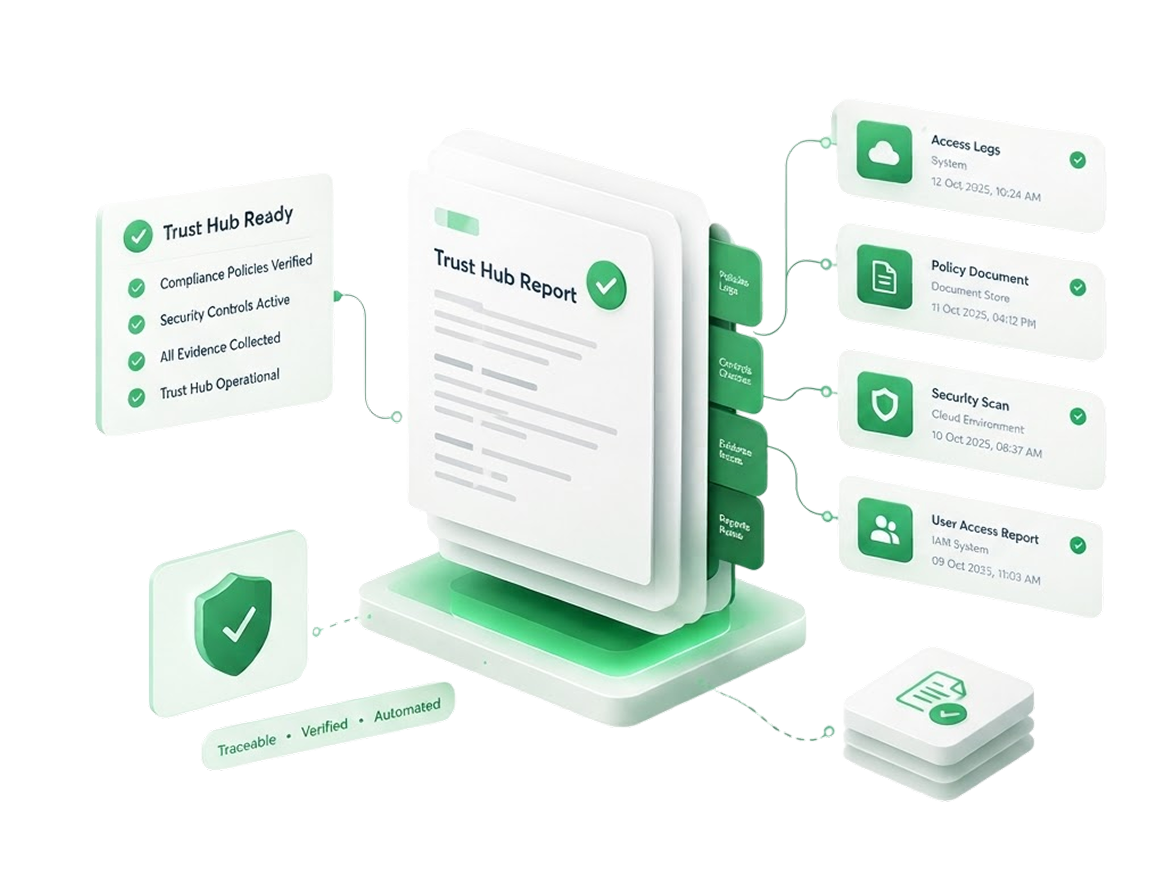 Trust Hub Ready
Compliance Policies Verified
Security Controls Active
All Evidence Collected
Trust Hub Operational
Trust Hub Report
Access Logs
System
12 Oct 2025, 10:24 AM
Policy Document
Document Store
11 Oct 2025, 04:12 PM
Security Scan
Cloud Environment
10 Oct 2025, 08:37 AM
User Access Report
IAM System
09 Oct 2035, 11:03 AM
Traceable • Verified • Automated